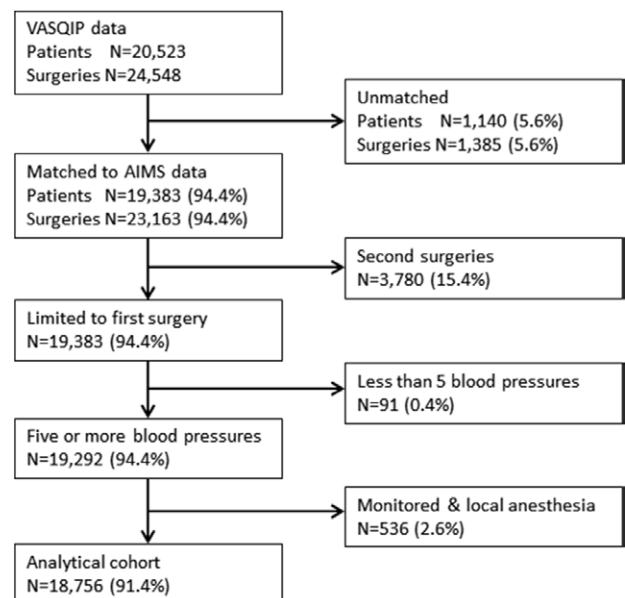 VASQIP data
Patients N=20,523
Surgeries N=24,548
Unmatched
Patients N=1,140 (5.6%)
Surgeries N=1,385 (5.6%)
Matched to AIMS data
Patients N=19,383 (94.4%)
Surgeries N=23,163 (94.4%)
Second surgeries
N=3,780 (15.4%)
Limited to first surgery
N=19,383 (94.4%)
Less than 5 blood pressures
N=91 (0.4%)
Five or more blood pressures
N=19,292 (94.4%)
Monitored & local anesthesia
N=536 (2.6%)
Analytical cohort
N=18,756 (91.4%)